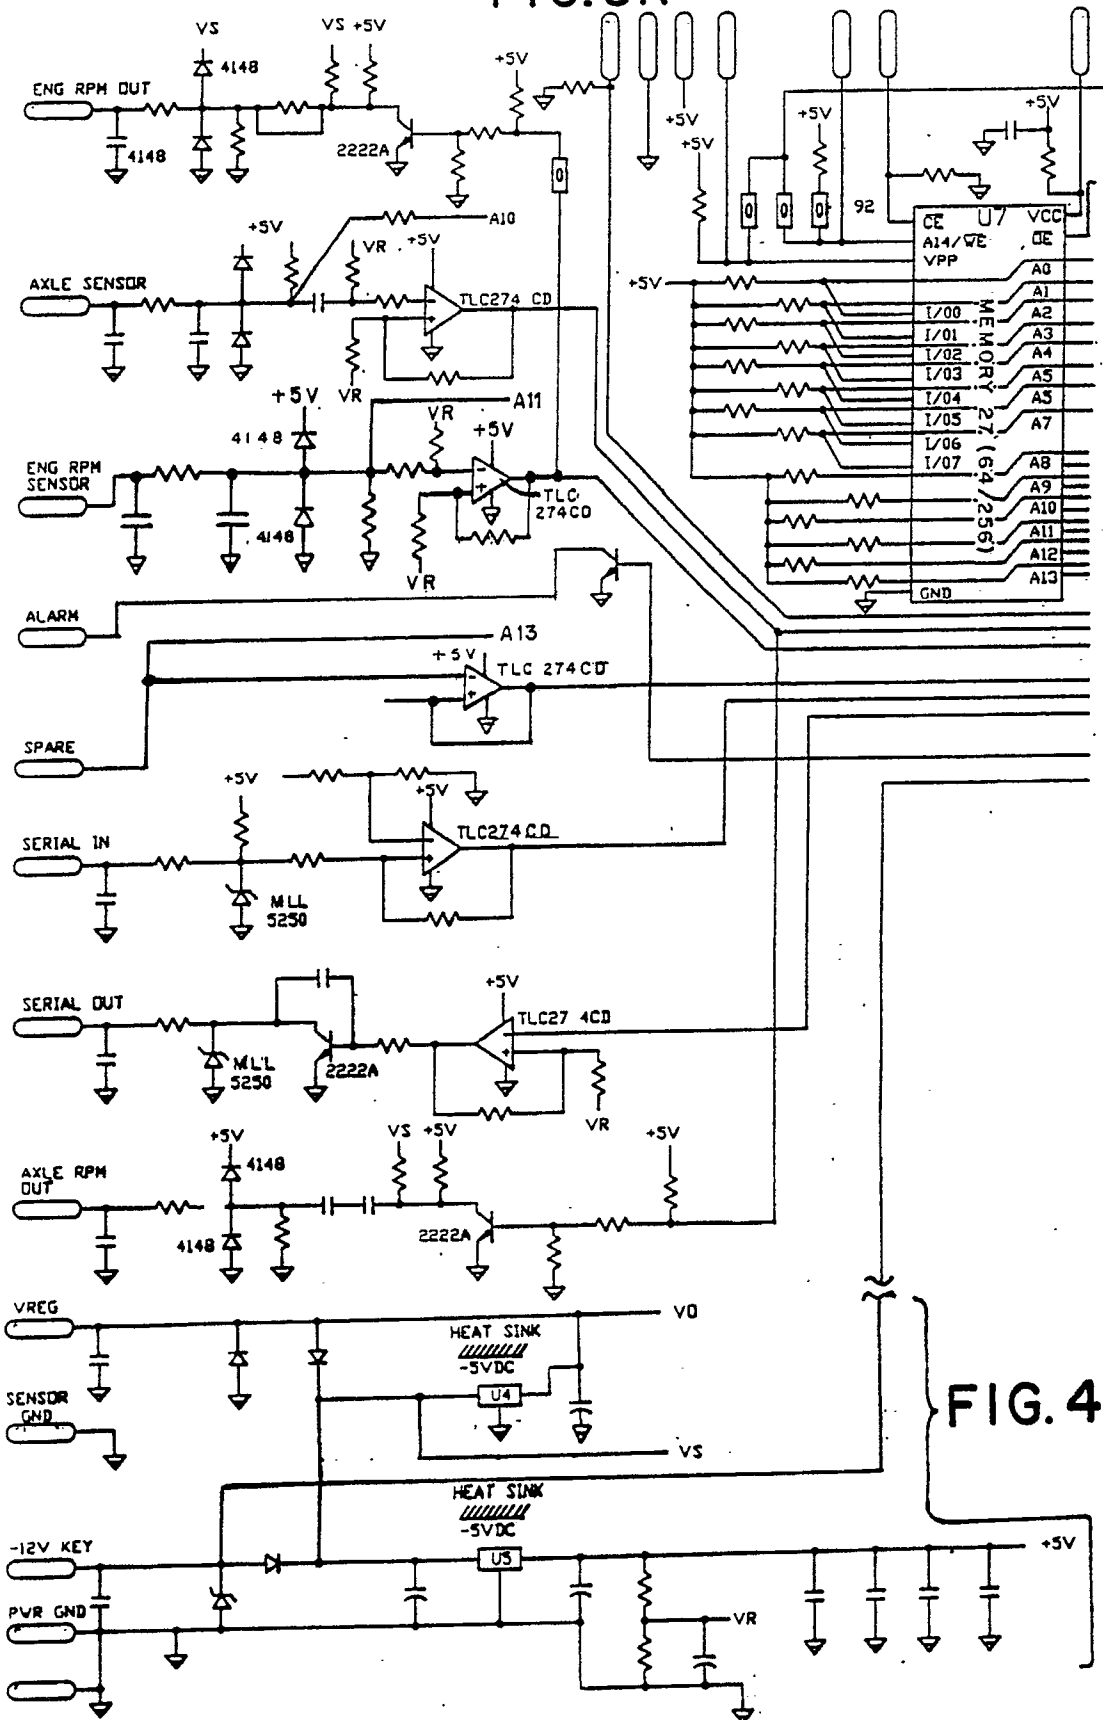 VS
VS +5V
4148
ENG RPM OUT
4148
2222A
+5V
0
+5V
+5V
+5V
+5V
0
0
0
92
CE
U7
VCC
A14/WE
OE
VPP
+5V
A0
A1
I/00
A2
I/01
A3
I/02
A4
I/03
A5
I/04
A5
I/05
A7
I/06
I/07
A8
A9
A10
A11
A12
A13
GND
MEMORY 27 (64/256)
A10
+5V
VR
+5V
AXLE SENSOR
TLC274 CD
VR
+5V
A11
VR
4148
+5V
ENG RPM
SENSOR
TLC
274CD
4148
VR
ALARM
A13
+5V
TLC 274CD
SPARE
+5V
+5V
TLC274 CD
SERIAL IN
MLL
5250
SERIAL OUT
+5V
TLC27 4CD
MLL
5250
2222A
VR
+5V
VS +5V
+5V
4148
AXLE RPM
OUT
4148
2222A
VREG
VO
HEAT SINK
-5VDC
U4
SENSOR
GND
VS
FIG. 4
HEAT SINK
-5VDC
-12V KEY
U5
+5V
PWR GND
VR